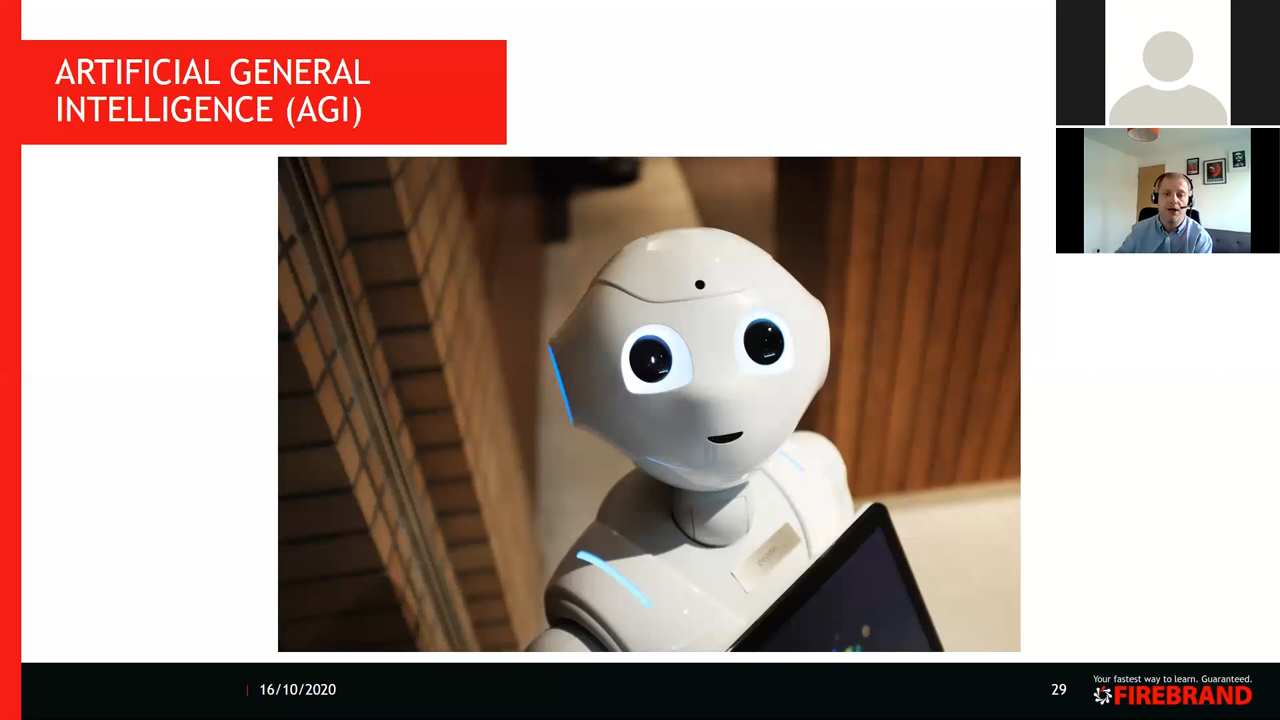 ARTIFICIAL GENERAL
INTELLIGENCE (AGI)
16/10/2020
29
Your fastest way to learn. Guaranteed.
FIREBRAND